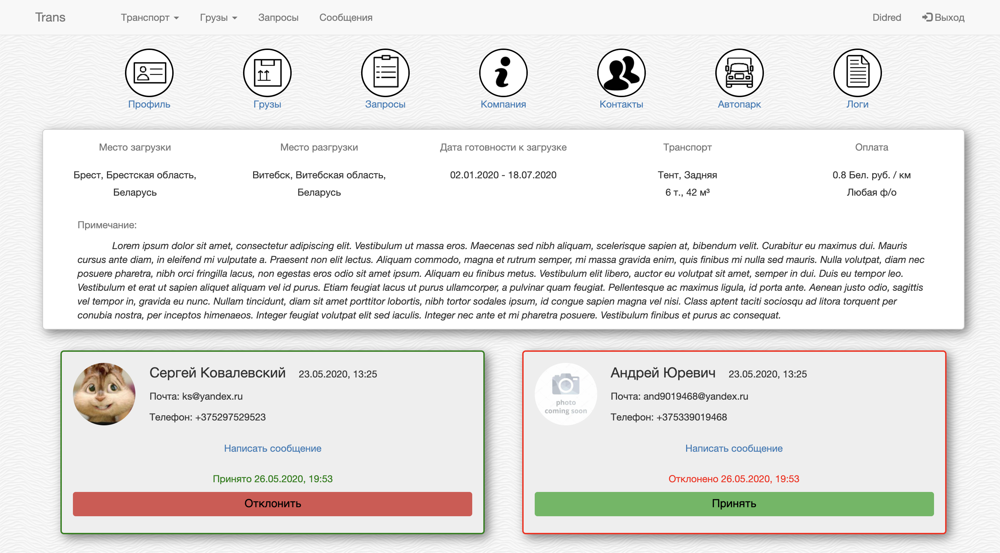 Trans Транспорт Грузы Запросы Сообщения Didred Выход
Профиль Грузы Запросы Компания Контакты Автопарк Логи
Место загрузки Место разгрузки Дата готовности к загрузке Транспорт Оплата
Брест, Брестская область, Витебск, Витебская область, 02.01.2020 - 18.07.2020 Тент, Задняя 0.8 Бел. руб. / км
Беларусь Беларусь 6 т., 42 м³ Любая ф/о
Примечание:
Lorem ipsum dolor sit amet, consectetur adipiscing elit. Vestibulum ut massa eros. Maecenas sed nibh aliquam, scelerisque sapien at, bibendum velit. Curabitur eu maximus dui. Mauris
cursus ante diam, in eleifend mi vulputate a. Praesent non elit lectus. Aliquam commodo, magna et rutrum semper, mi massa gravida enim, quis finibus mi nulla sed mauris. Nulla volutpat, diam nec
posuere pharetra, nibh orci fringilla lacus, non egestas eros odio sit amet ipsum. Aliquam eu finibus metus. Vestibulum elit libero, auctor eu volutpat sit amet, semper in dui. Duis eu tempor leo.
Vestibulum et erat ut sapien aliquet aliquam vel id purus. Etiam feugiat lacus ut purus ullamcorper, a pulvinar quam feugiat. Pellentesque ac maximus ligula, id porta ante. Aenean justo odio, sagittis
vel tempor in, gravida eu nunc. Nullam tincidunt, diam sit amet porttitor lobortis, nibh tortor sodales ipsum, id congue sapien magna vel nisi. Class aptent taciti sociosqu ad litora torquent per
conubia nostra, per inceptos himenaeos. Integer feugiat volutpat elit sed iaculis. Integer nec ante et mi pharetra posuere. Vestibulum finibus et purus ac consequat.
Сергей Ковалевский 23.05.2020, 13:25
Почта: ks@yandex.ru
Телефон: +375297529523
Написать сообщение
Принято 26.05.2020, 19:53
Отклонить
photo
coming soon
Андрей Юревич 23.05.2020, 13:25
Почта: and9019468@yandex.ru
Телефон: +375339019468
Написать сообщение
Отклонено 26.05.2020, 19:53
Принять